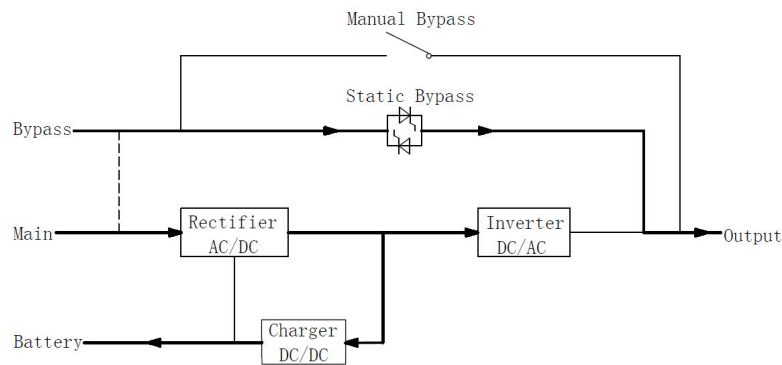 Manual Bypass
Static Bypass
Bypass
Main
Rectifier
AC/DC
Inverter
DC/AC
Output
Battery
Charger
DC/DC